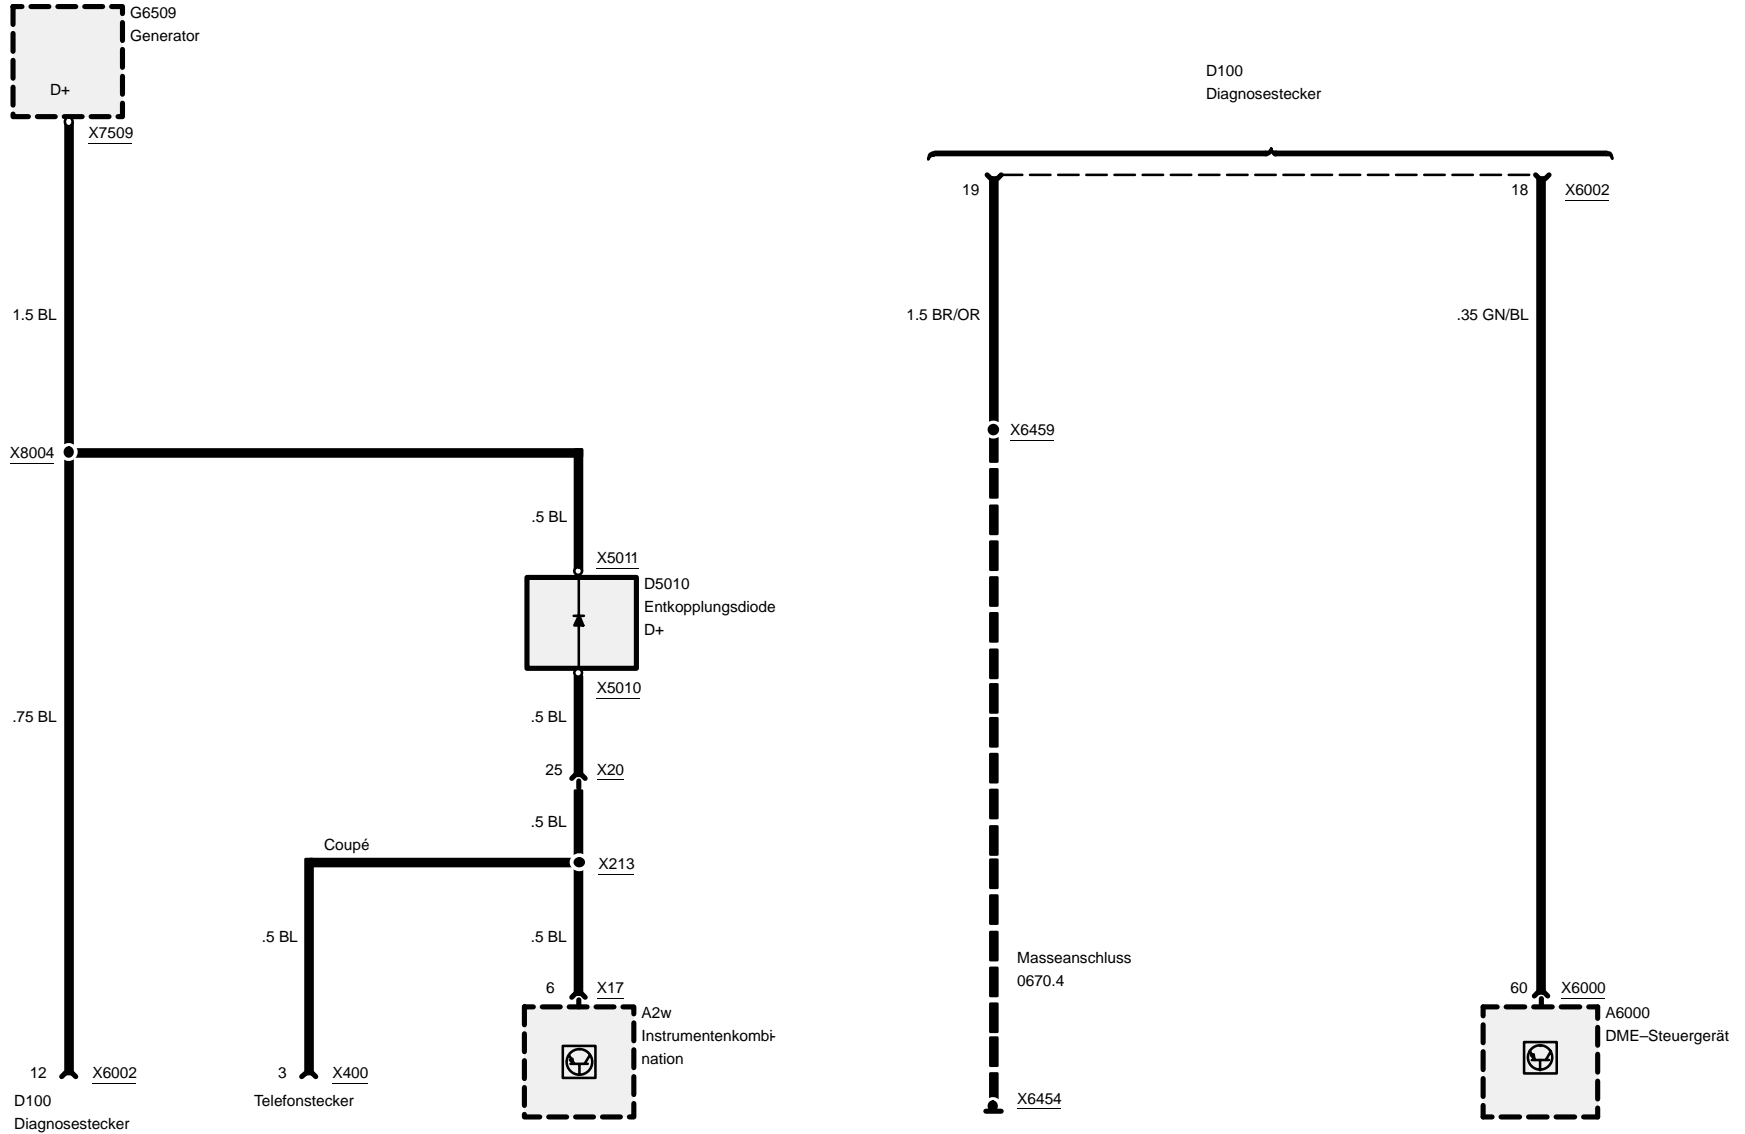 G6509
Generator
D+
X7509
D100
Diagnosestecker
19
18
X6002
1.5 BL
1.5 BR/OR
.35 GN/BL
X8004
X6459
.5 BL
X5011
D5010
Entkopplungsdiode
D+
X5010
.75 BL
.5 BL
25
X20
.5 BL
Coupé
X213
.5 BL
.5 BL
Masseanschluss
0670.4
6
X17
60
X6000
A2w
Instrumentenkombi-
nation
A6000
DME–Steuergerät
12
X6002
D100
Diagnosestecker
3
X400
Telefonstecker
X6454